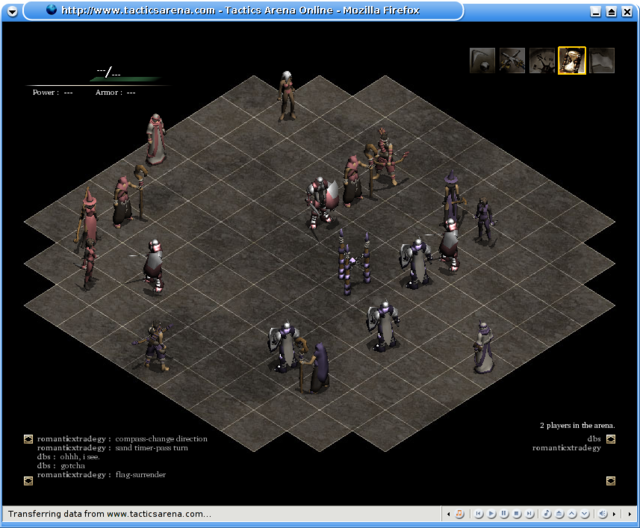 http://www.tacticsarena.com - Tactics Arena Online - Mozilla Firefox
---/---
Power : --- Armor : ---
2 players in the arena.
dbs
romanticxtradegy
romanticxtradegy : compass-change direction
romanticxtradegy : sand timer-pass turn
dbs : ohhh, i see.
dbs : gotcha
romanticxtradegy : flag-surrender
Transferring data from www.tacticsarena.com...